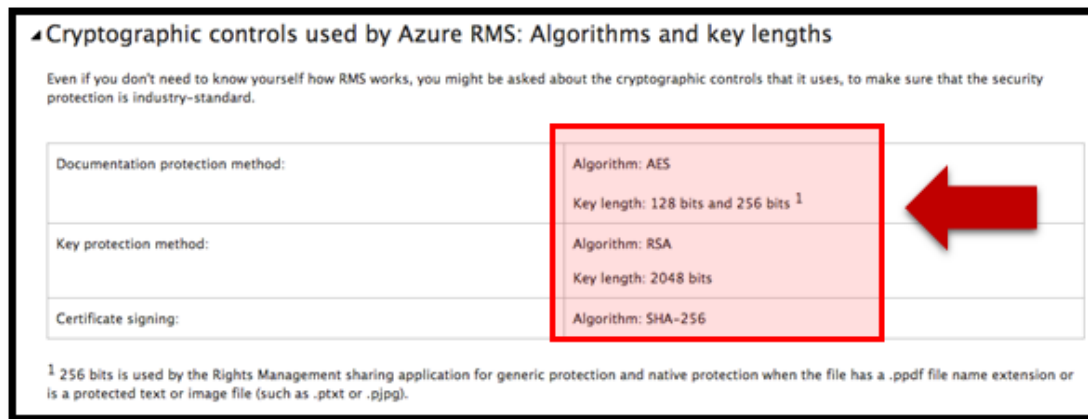 Cryptographic controls used by Azure RMS: Algorithms and key lengths
Even if you don't need to know yourself how RMS works, you might be asked about the cryptographic controls that it uses, to make sure that the security
protection is industry-standard.
Documentation protection method:
Algorithm: AES
Key length: 128 bits and 256 bits 1
Key protection method:
Algorithm: RSA
Key length: 2048 bits
Certificate signing:
Algorithm: SHA-256
1 256 bits is used by the Rights Management sharing application for generic protection and native protection when the file has a .ppdf file name extension or
is a protected text or image file (such as .ptxt or .pjpg).